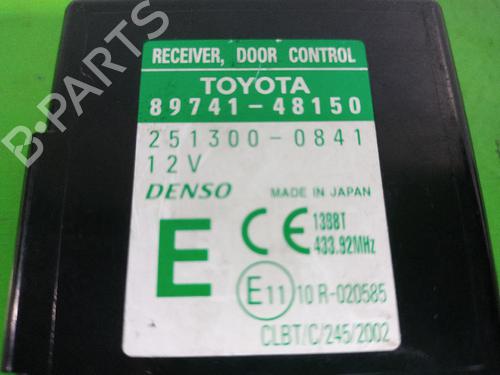 B-PARTS
RECEIVER, DOOR CONTROL
TOYOTA
89741-48150
251300-0841
12V
DENSO MADE IN JAPAN
E CE 1388T
433.92MHz
E11 10 R-020585
CLBT/C/245/2002